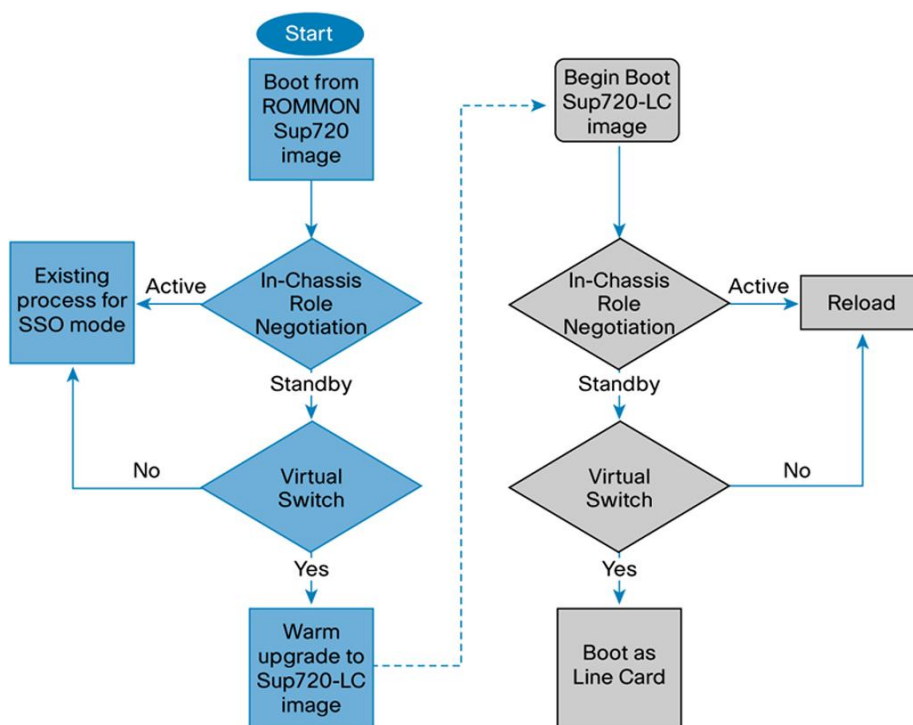 Start
Boot from
ROMMON
Sup720
image
In-Chassis
Role
Negotiation
Active
Existing
process for
SSO mode
Standby
Virtual
Switch
No
Yes
Warm
upgrade to
Sup720-LC
image
Begin Boot
Sup720-LC
image
In-Chassis
Role
Negotiation
Active
Reload
Standby
Virtual
Switch
No
Yes
Boot as
Line Card